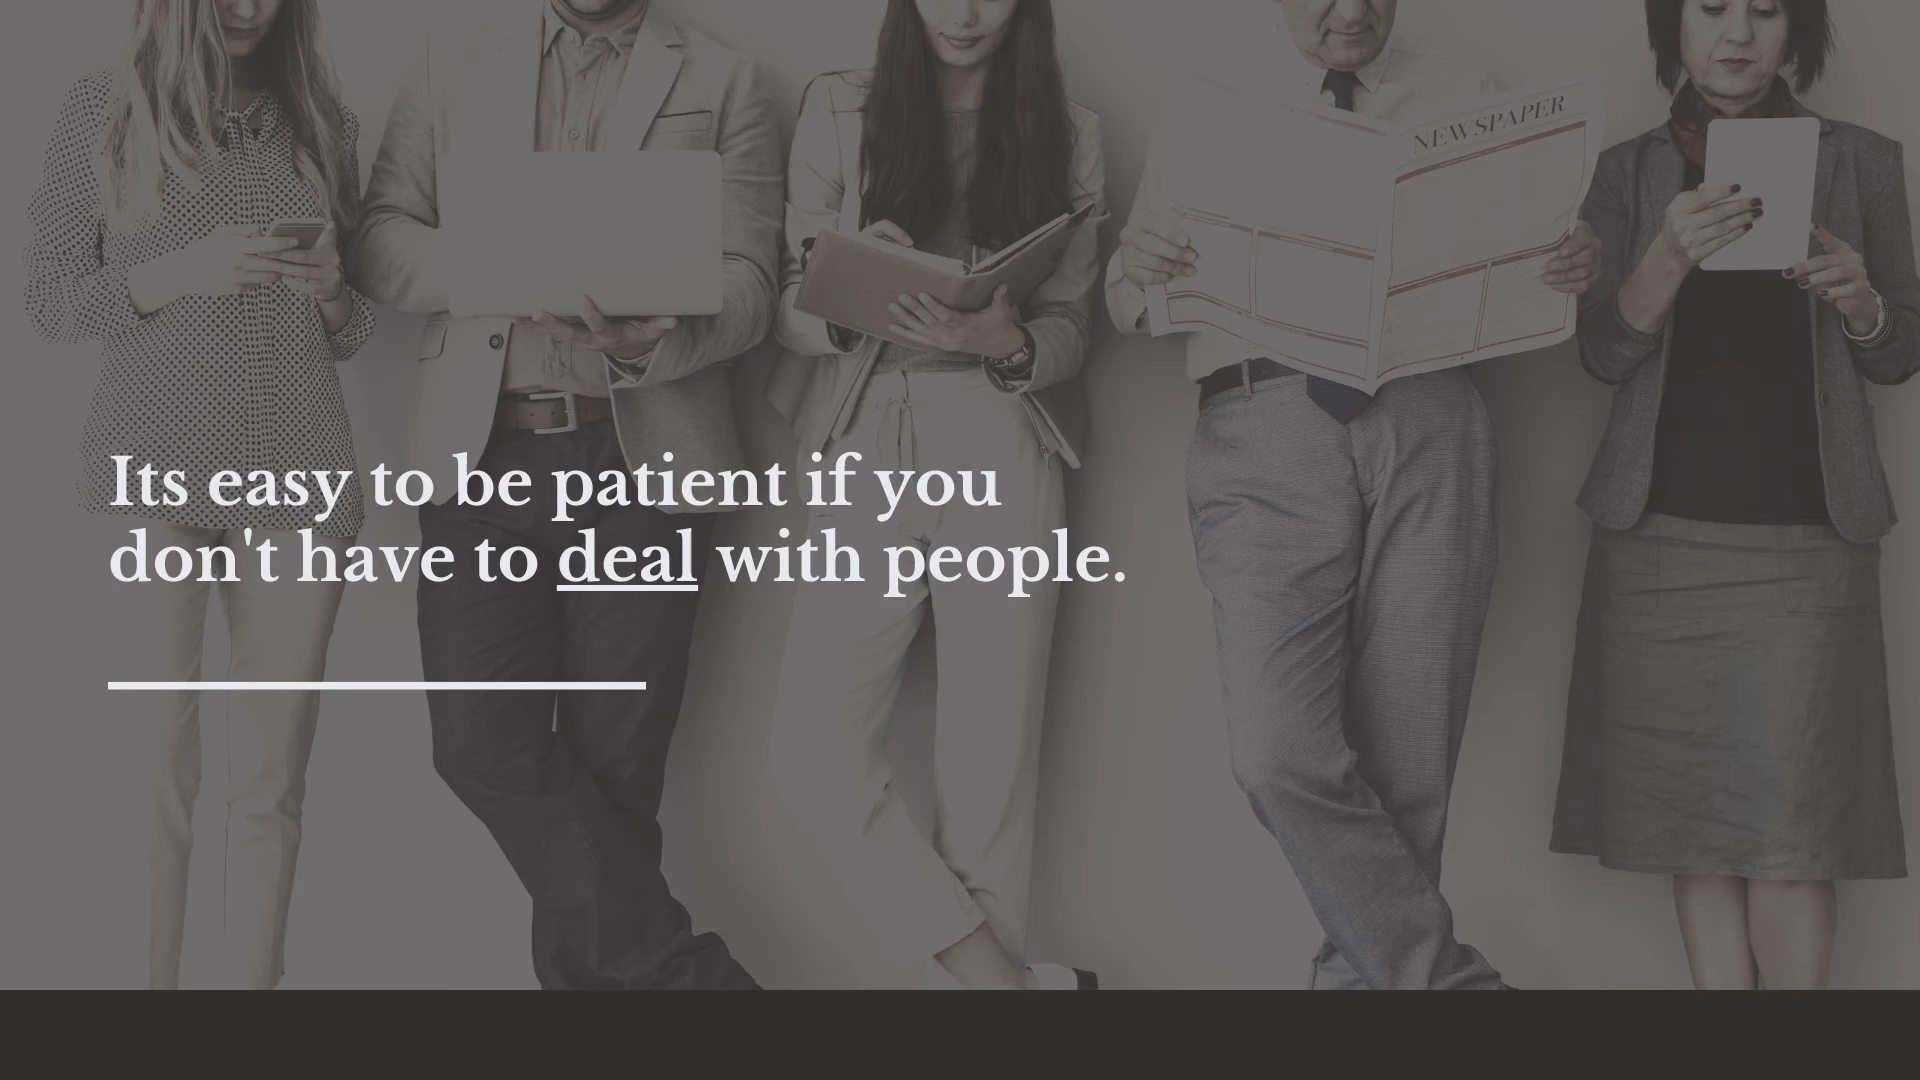 NEWSPAPER
Its easy to be patient if you
don't have to deal with people.